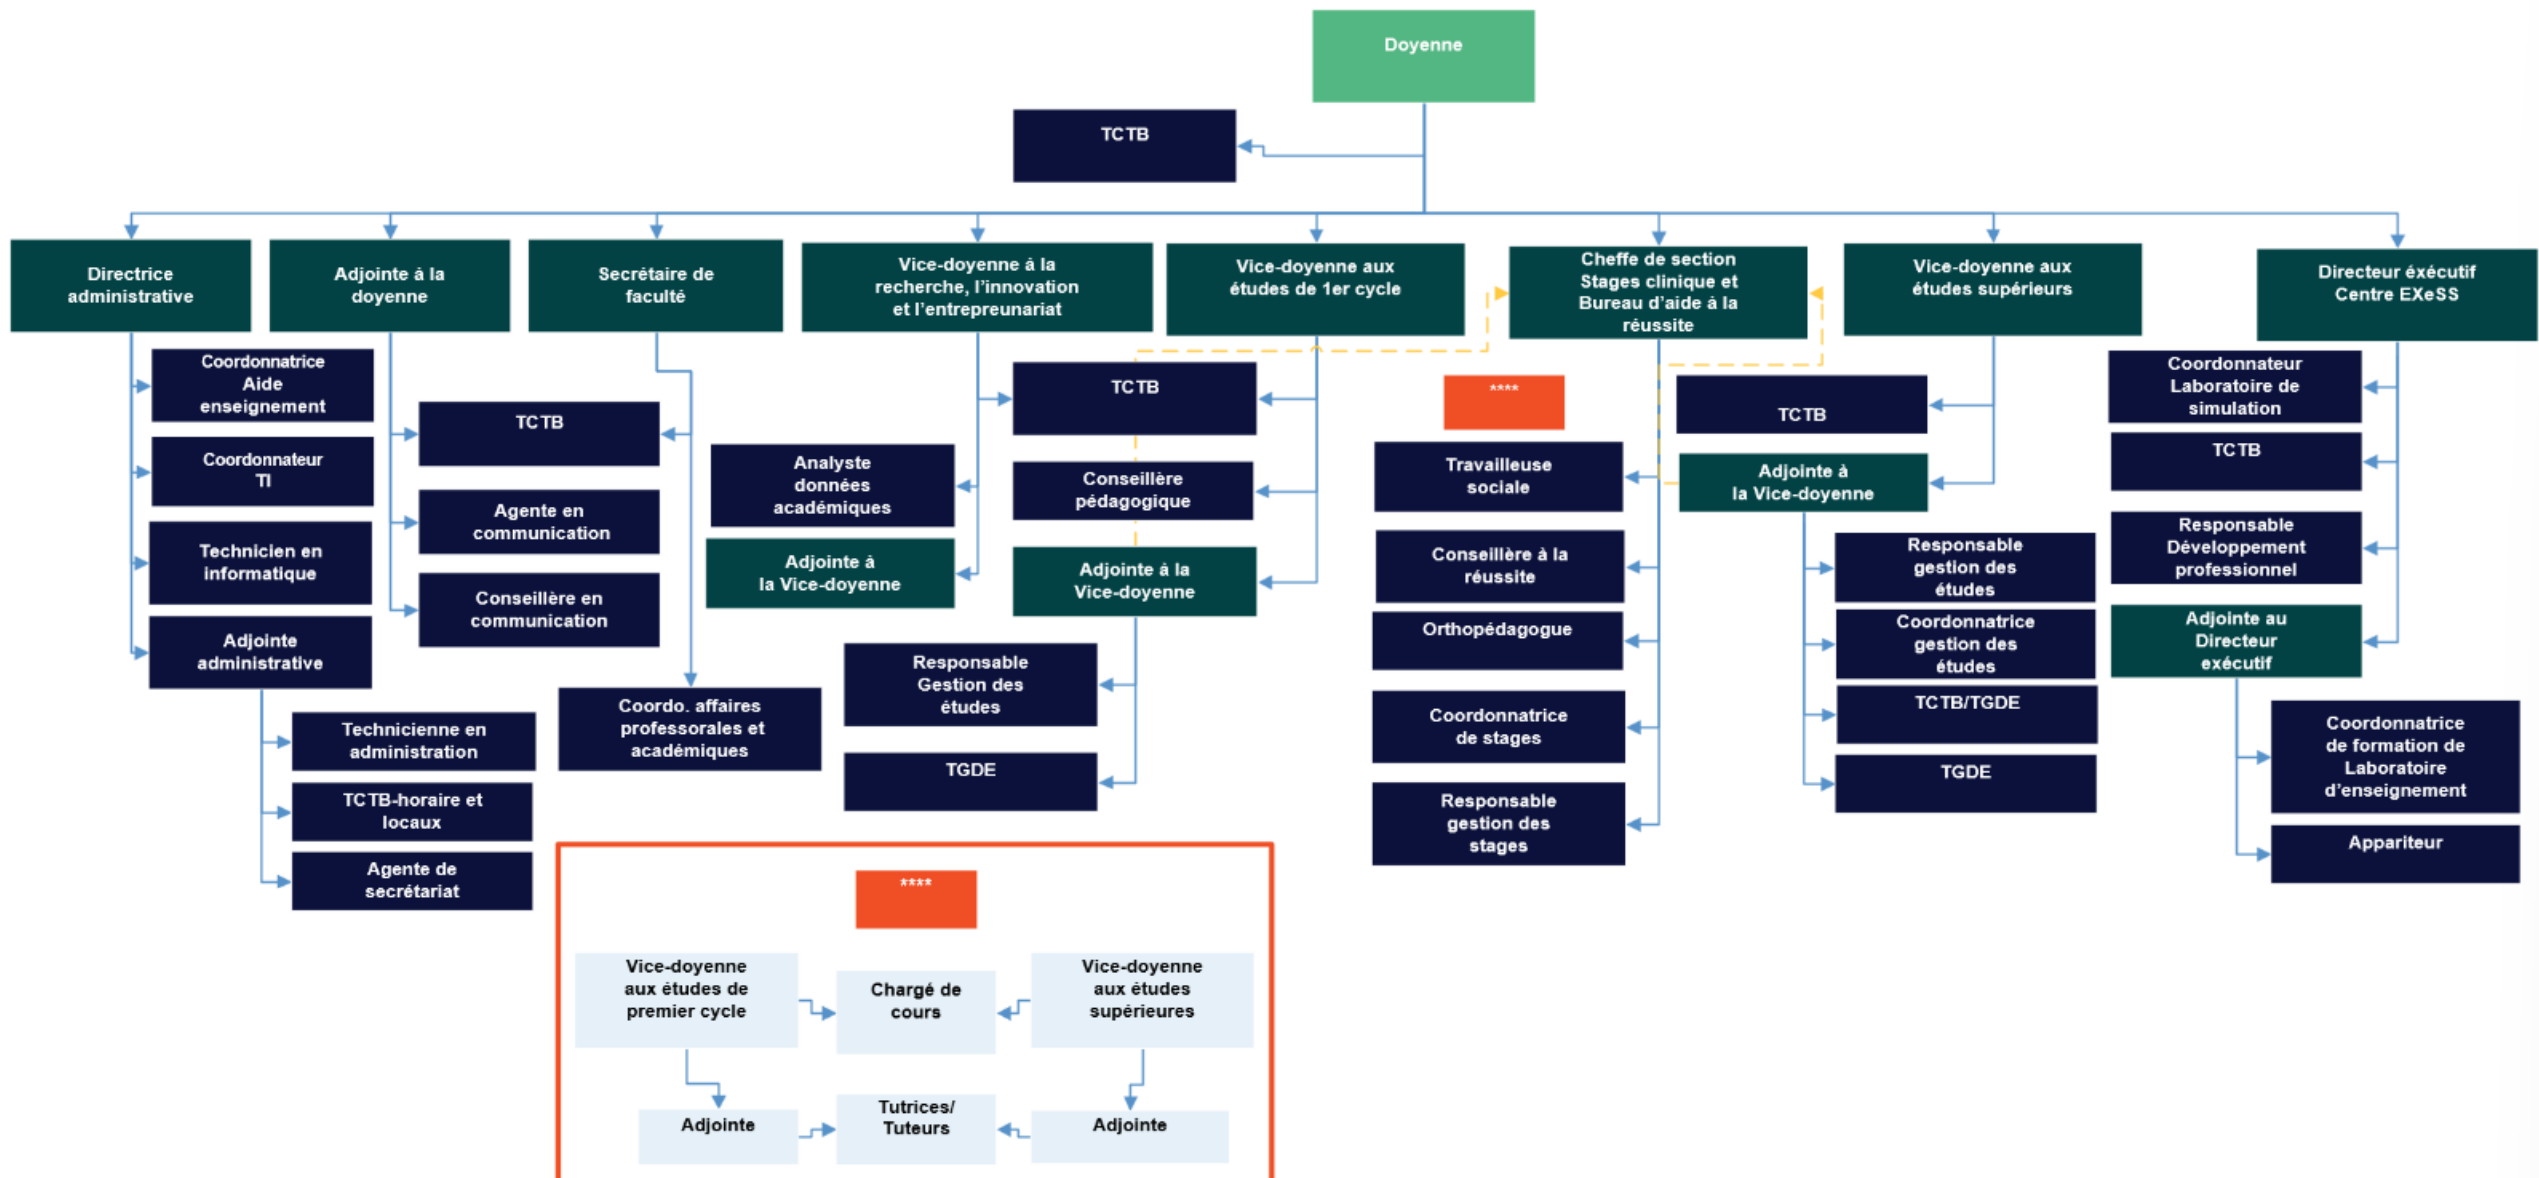 Doyenne
TCTB
Directrice
administrative
Adjointe à la
doyenne
Secrétaire de
faculté
Vice-doyenne à la
recherche, l'innovation
et l'entrepreunariat
Vice-doyenne aux
études de 1er cycle
Cheffe de section
Stages clinique et
Bureau d'aide à la
réussite
Vice-doyenne aux
études supérieurs
Directeur éxécutif
Centre EXeSS
Coordonnatrice
Aide
enseignement
Coordonnateur
TI
Technicien en
informatique
Adjointe
administrative
Technicienne en
administration
TCTB-horaire et
locaux
Agente de
secrétariat
TCTB
Agente en
communication
Conseillère en
communication
Coordo. affaires
professorales et
académiques
Analyste
données
académiques
Adjointe à
la Vice-doyenne
TCTB
Conseillère
pédagogique
Adjointe à la
Vice-doyenne
Responsable
Gestion des
études
TGDE
****
Travailleuse
sociale
Conseillère à la
réussite
Orthopédagogue
Coordonnatrice
de stages
Responsable
gestion des
stages
TCTB
Adjointe à
la Vice-doyenne
Responsable
gestion des
études
Coordonnatrice
gestion des
études
TCTB/TGDE
TGDE
Coordonnateur
Laboratoire de
simulation
TCTB
Responsable
Développement
professionnel
Adjointe au
Directeur
exécutif
Coordonnatrice
de formation de
Laboratoire
d'enseignement
Appariteur
****
Vice-doyenne
aux études de
premier cycle
Chargé de
cours
Vice-doyenne
aux études
supérieures
Adjointe
Tutrices/
Tuteurs
Adjointe